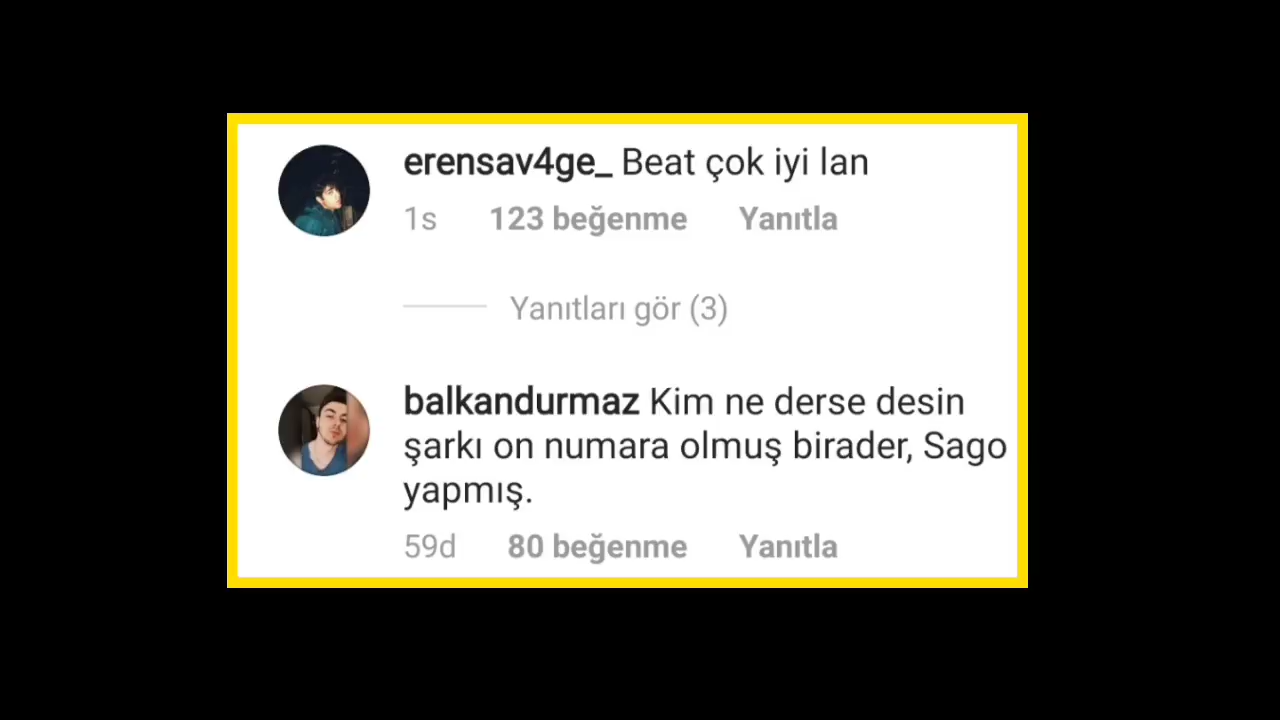 erensav4ge_ Beat çok iyi lan
1s 123 beğenme Yanıtla
Yanıtları gör (3)
balkandurmaz Kim ne derse desin
şarkı on numara olmuş birader, Sago
yapmış.
59d 80 beğenme Yanıtla